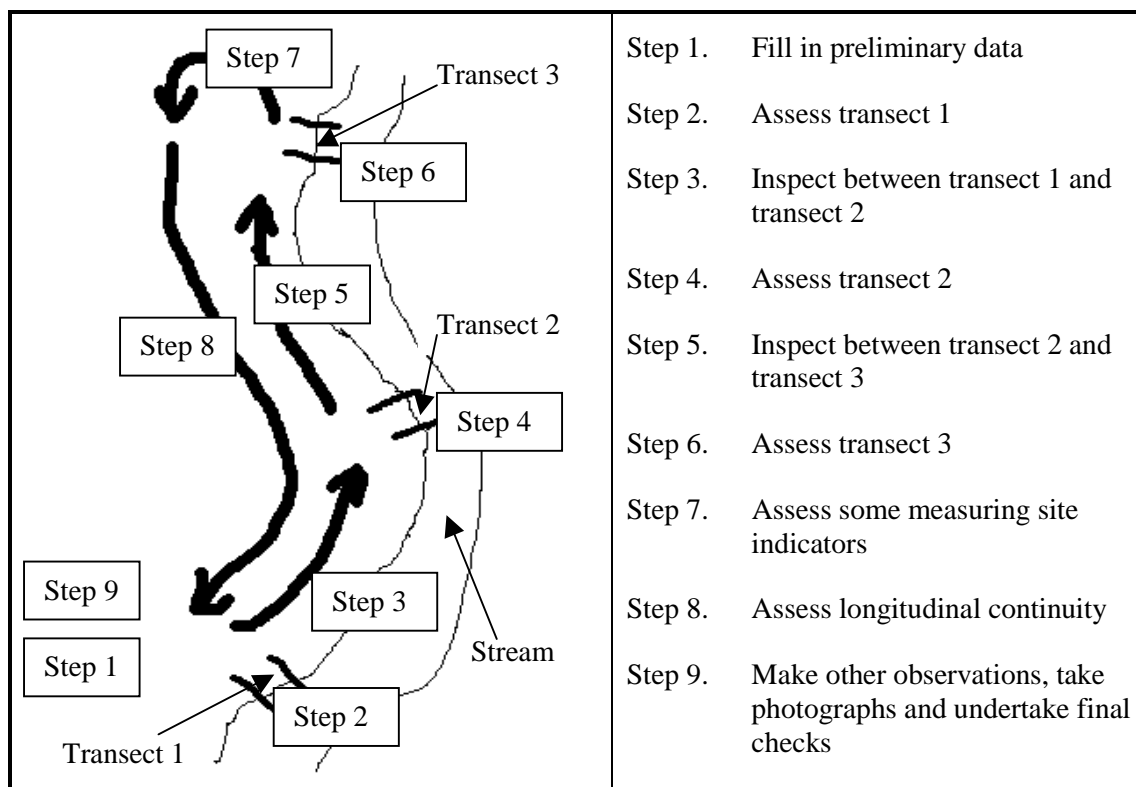 Step 7
Transect 3
Step 6
Step 5
Transect 2
Step 8
Step 4
Step 9
Step 3
Step 1
Stream
Step 2
Transect 1
Step 1. Fill in preliminary data
Step 2. Assess transect 1
Step 3. Inspect between transect 1 and
transect 2
Step 4. Assess transect 2
Step 5. Inspect between transect 2 and
transect 3
Step 6. Assess transect 3
Step 7. Assess some measuring site
indicators
Step 8. Assess longitudinal continuity
Step 9. Make other observations, take
photographs and undertake final
checks